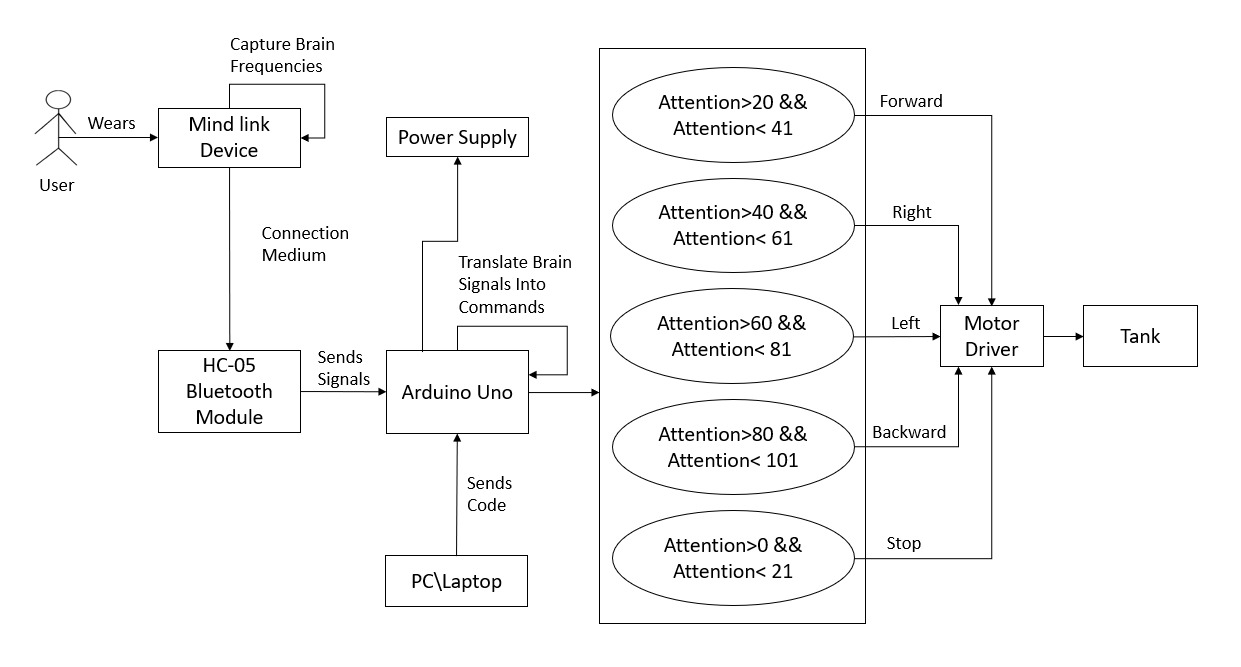 Capture Brain
Frequencies
Wears
Mind link
Device
User
Connection
Medium
HC-05
Bluetooth
Module
Sends
Signals
Power Supply
Translate Brain
Signals Into
Commands
Arduino Uno
Sends
Code
PC\Laptop
Attention>20 &&
Attention< 41
Attention>40 &&
Attention< 61
Attention>60 &&
Attention< 81
Attention>80 &&
Attention< 101
Attention>0 &&
Attention< 21
Forward
Right
Left
Backward
Stop
Motor
Driver
Tank